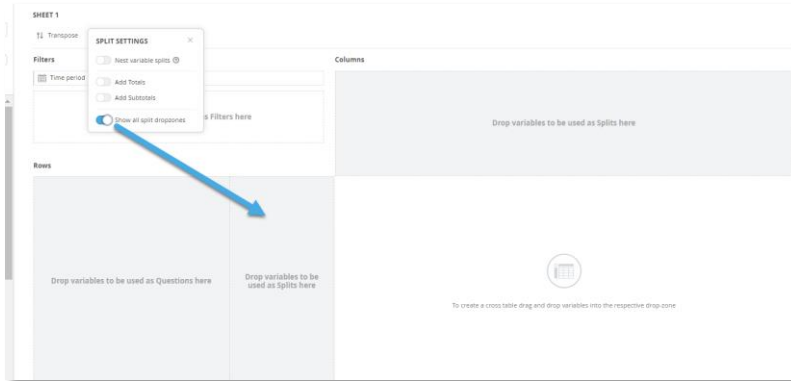 SHEET 1
Transpose
SPLIT SETTINGS
Nest variable splits
Add Totals
Add Subtotals
Show all split dropzones
Filters
Time period
s Filters here
Columns
Drop variables to be used as Splits here
Rows
Drop variables to be used as Questions here
Drop variables to be
used as Splits here
To create a cross table drag and drop variables into the respective drop zone